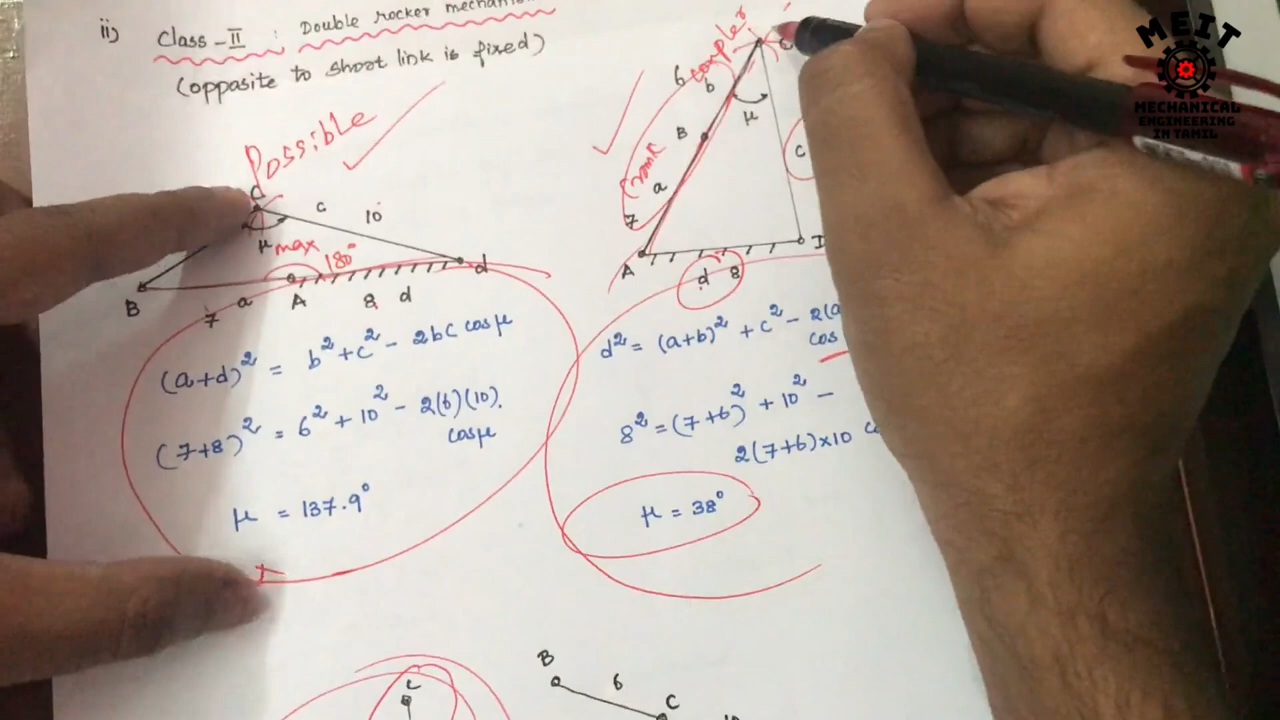 ii) Class-II : Double rocker
(opposite to short link is fixed)
Possible
C
c
10
μ max
180°
B
7
a
A
8
d
d
(a+d)² = b²+c² - 2bc cosμ
(7+8)² = 6² + 10² - 2(6)(10).
cosμ
μ = 137.9°
coupler
6
b
C
μ
B
crank
a
7
c
A
d
8
d² = (a+b)² + c² - 2(a
cos
8² = (7+6)² + 10² -
2(7+6)×10
μ = 38°
C
B
6
C
MEIT
MECHANICAL
ENGINEERING
IN TAMIL